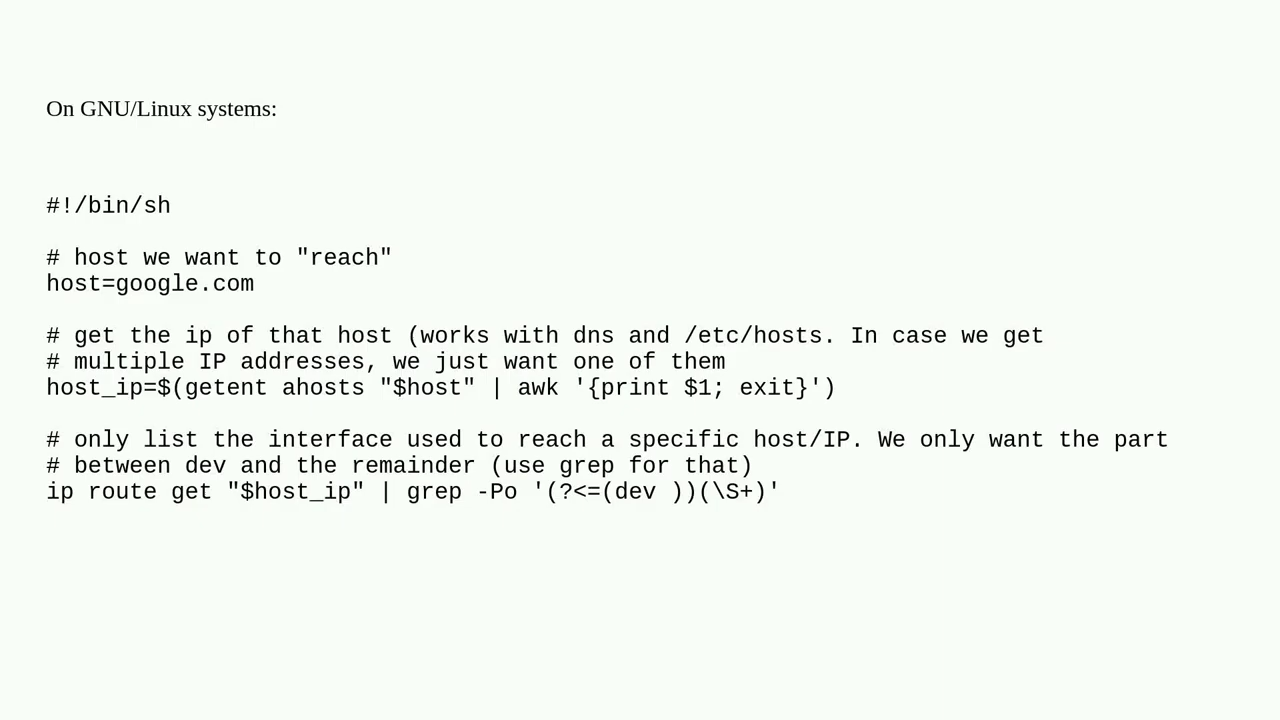 On GNU/Linux systems:
#!/bin/sh
# host we want to "reach"
host=google.com
# get the ip of that host (works with dns and /etc/hosts. In case we get
# multiple IP addresses, we just want one of them
host_ip=$(getent ahosts "$host" | awk '{print $1; exit}')
# only list the interface used to reach a specific host/IP. We only want the part
# between dev and the remainder (use grep for that)
ip route get "$host_ip" | grep -Po '(?<=(dev ))(\S+)'